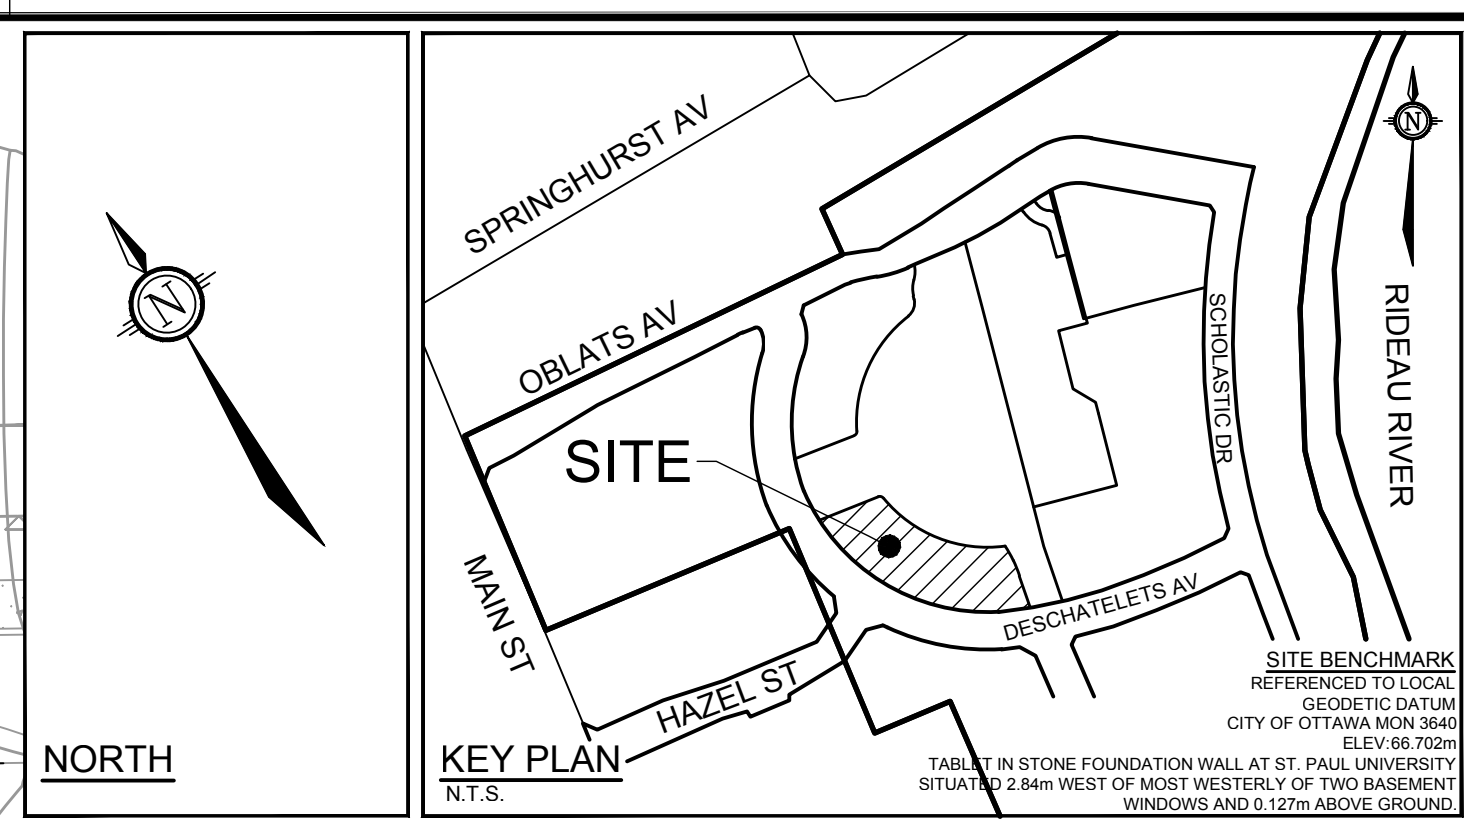 N
NORTH
SPRINGHURST AV
N
OBLATS AV
SCHOLASTIC DR
RIDEAU RIVER
SITE
MAIN ST
DESCHATELETS AV
HAZEL ST
KEY PLAN
N.T.S.
SITE BENCHMARK
REFERENCED TO LOCAL
GEODETIC DATUM
CITY OF OTTAWA MON 3640
ELEV:66.702m
TABLET IN STONE FOUNDATION WALL AT ST. PAUL UNIVERSITY
SITUATED 2.84m WEST OF MOST WESTERLY OF TWO BASEMENT
WINDOWS AND 0.127m ABOVE GROUND.